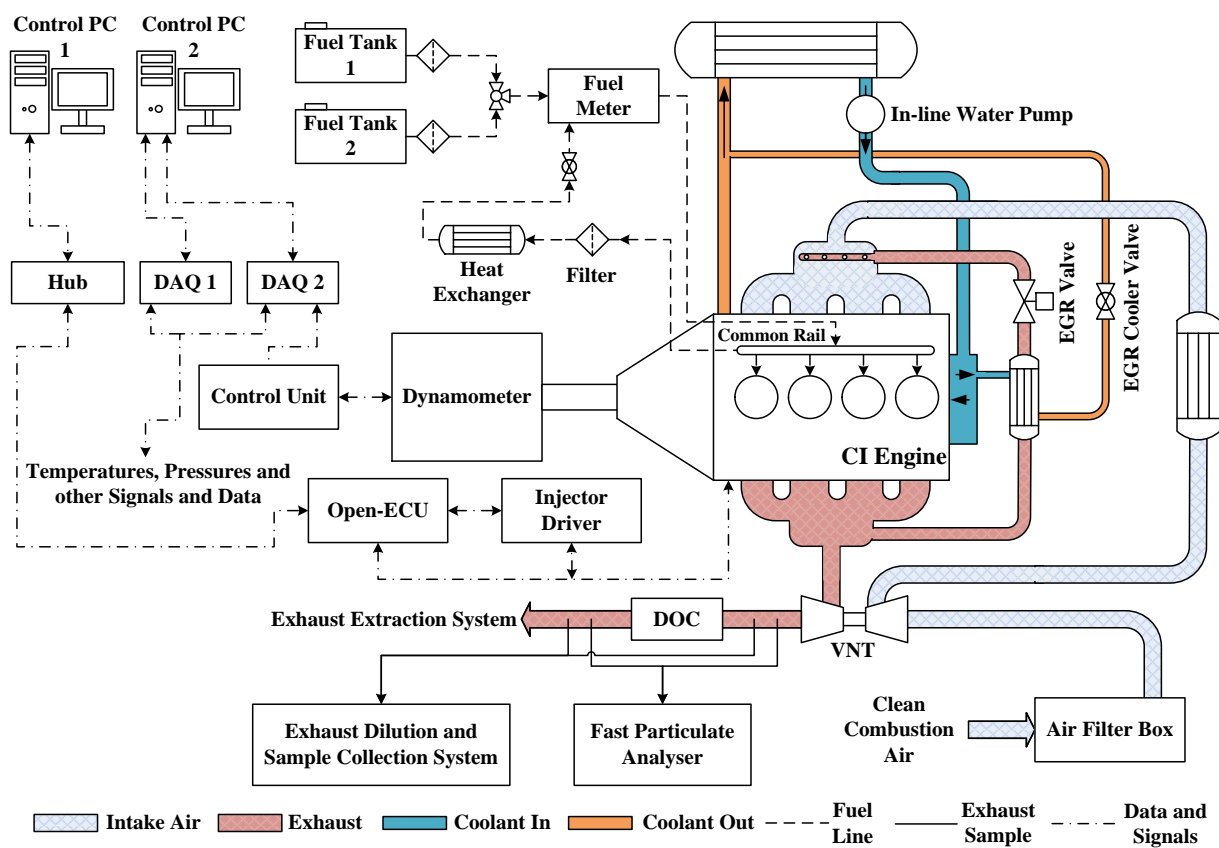 Control PC
1
Control PC
2
Fuel Tank
1
Fuel Tank
2
Fuel
Meter
In-line Water Pump
Heat
Exchanger
Filter
Hub
DAQ 1
DAQ 2
EGR Valve
EGR Cooler Valve
Common Rail
Control Unit
Dynamometer
CI Engine
Temperatures, Pressures and
other Signals and Data
Open-ECU
Injector
Driver
Exhaust Extraction System
DOC
VNT
Exhaust Dilution and
Sample Collection System
Fast Particulate
Analyser
Clean
Combustion
Air
Air Filter Box
Intake Air
Exhaust
Coolant In
Coolant Out
Fuel
Line
Exhaust
Sample
Data and
Signals